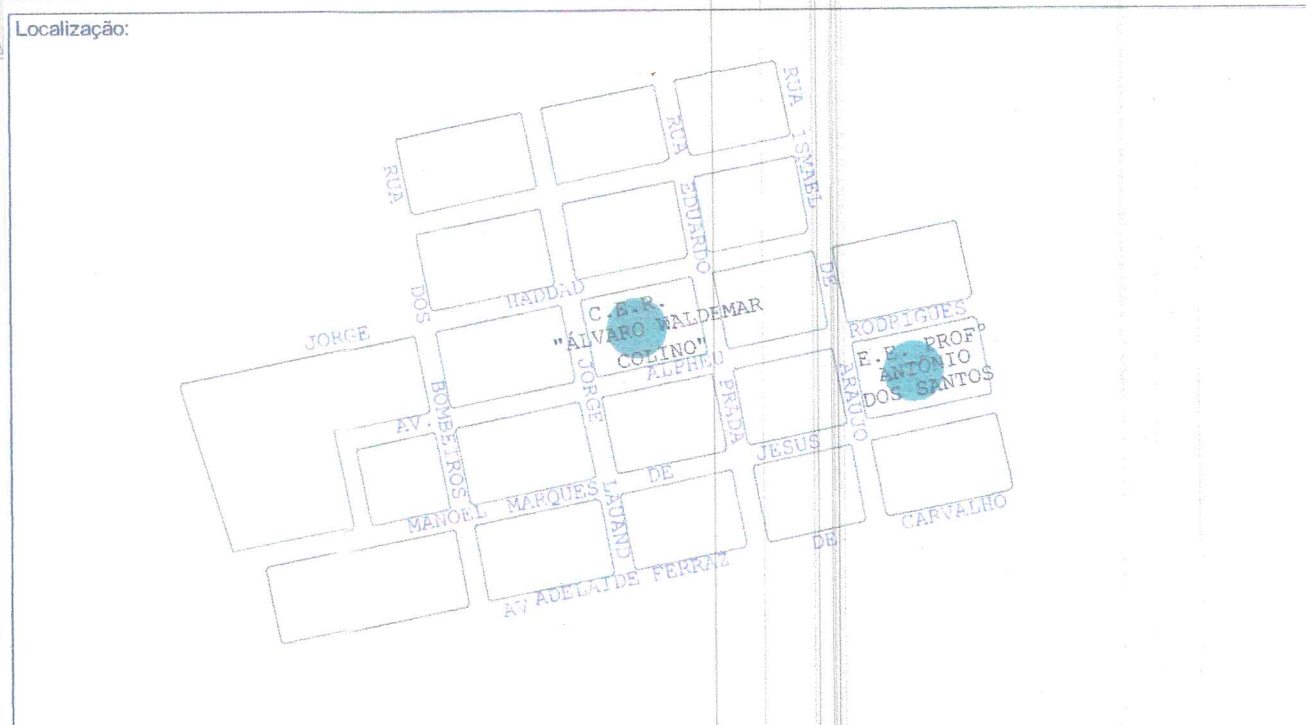 Localização:
RUA DOS BOMBEIROS
RUA EDUARDO PRADA
RUA ISMAEL DE ARAÚJO
JORGE HADDAD
C.E.R.
"ÁLVARO WALDEMAR
COLINO"
JORGE LAUAND
AV. ALPHEU RODRIGUES
E.E. PROFº
ANTÔNIO
DOS SANTOS
MANOEL MARQUES DE JESUS
AV ADELAIDE FERRAZ DE CARVALHO